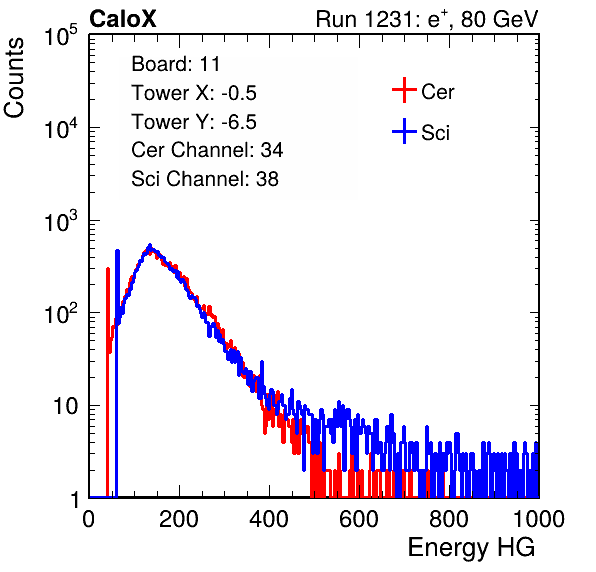 CaloX Run 1231: e⁺, 80 GeV
Counts
Board: 11
Tower X: -0.5
Tower Y: -6.5
Cer Channel: 34
Sci Channel: 38
Cer
Sci
10⁵
10⁴
10³
10²
10
1
0 200 400 600 800 1000
Energy HG